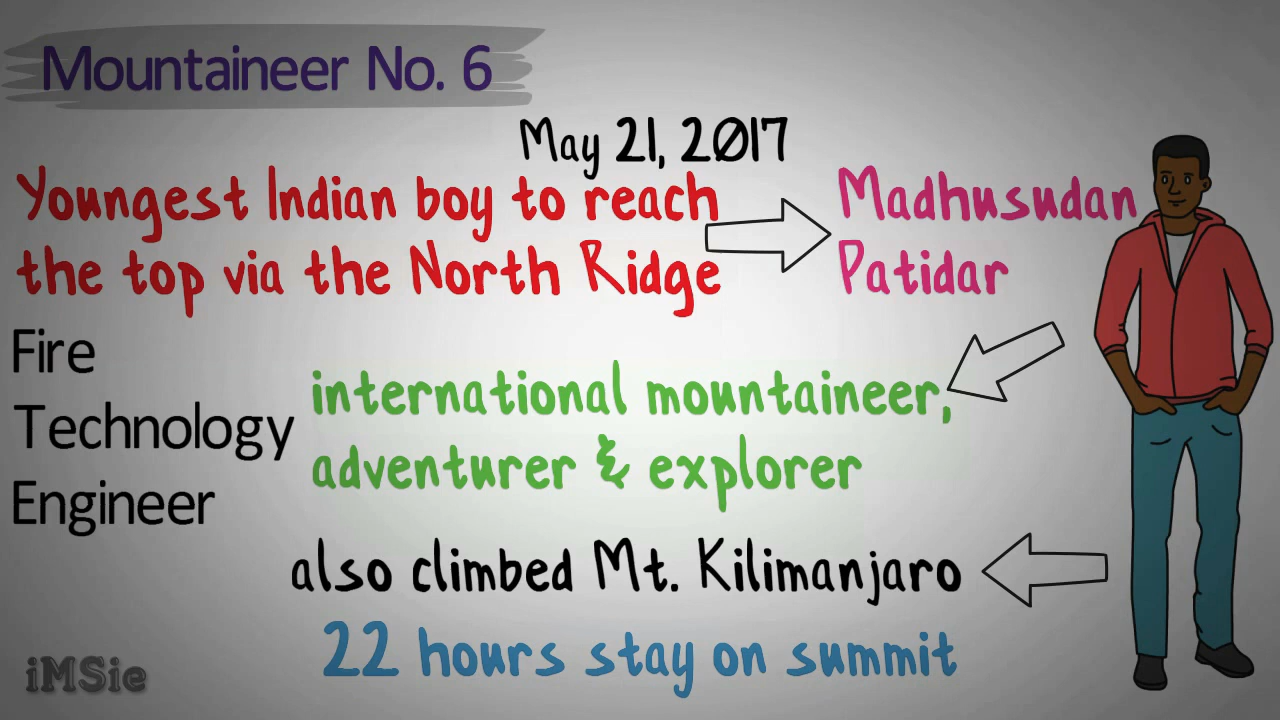 Mountaineer No. 6
May 21, 2017
Youngest Indian boy to reach
the top via the North Ridge
Madhusudan
Patidar
Fire
Technology
Engineer
international mountaineer,
adventurer & explorer
also climbed Mt. Kilimanjaro
22 hours stay on summit
iMSie